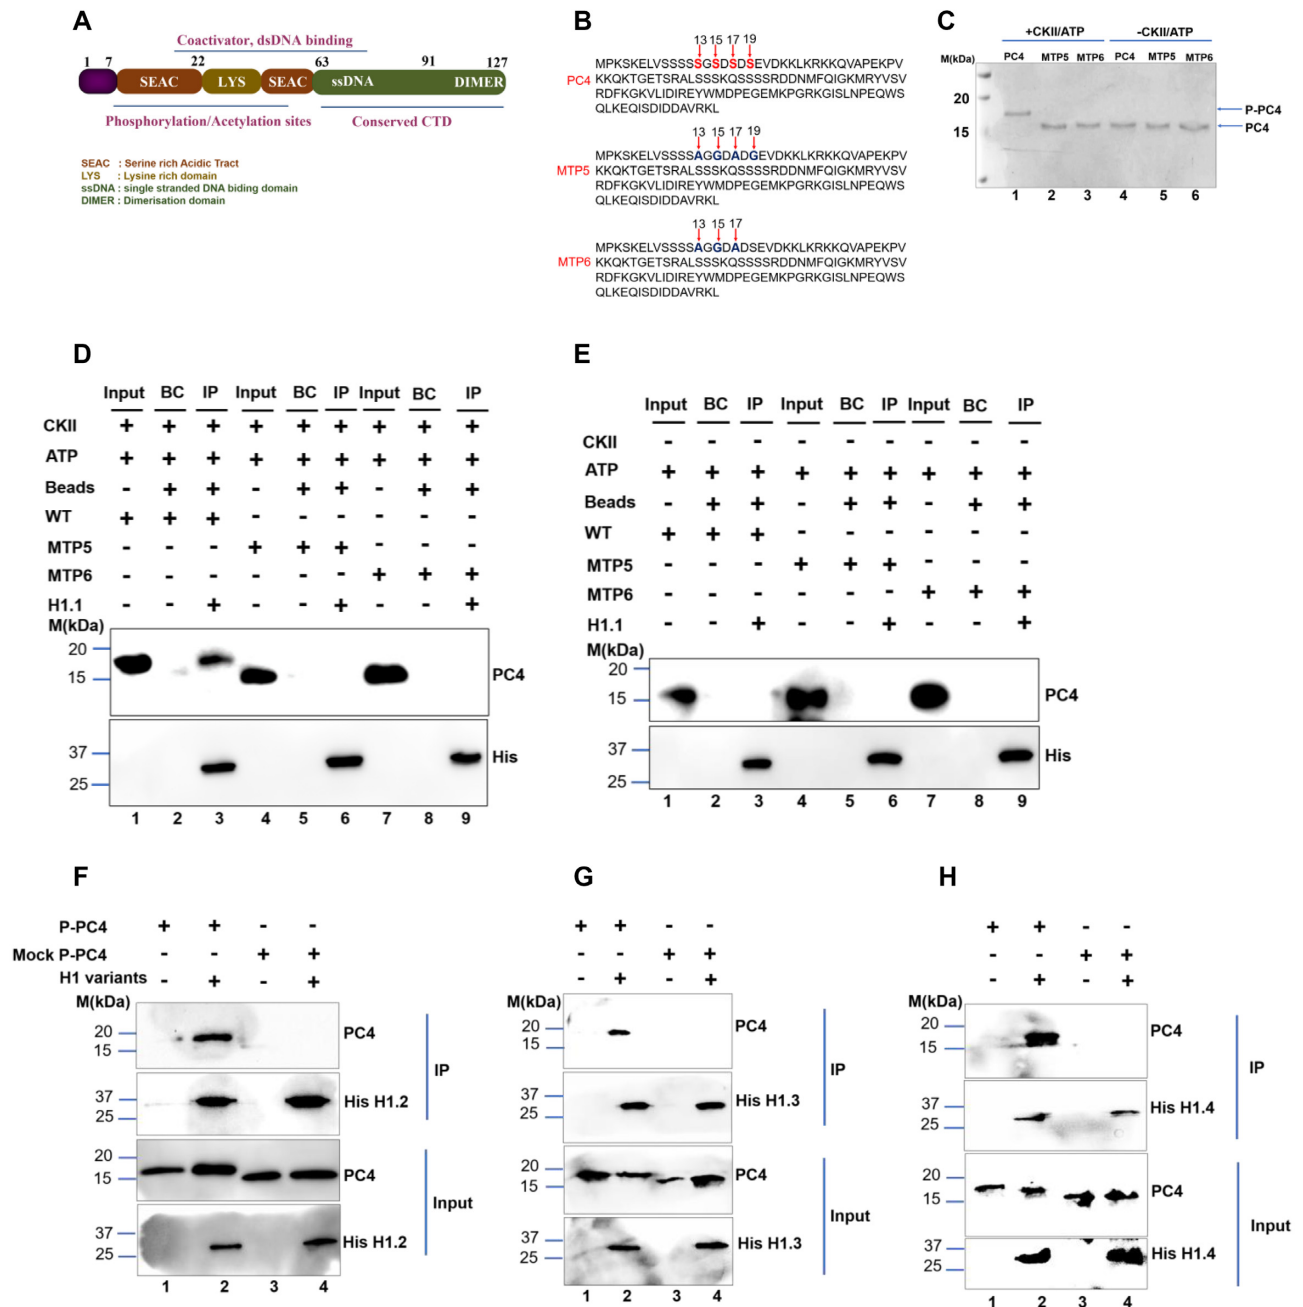 A
Coactivator, dsDNA binding
1 7 22 63 91 127
SEAC LYS SEAC ssDNA DIMER
Phosphorylation/Acetylation sites Conserved CTD
SEAC : Serine rich Acidic Tract
LYS : Lysine rich domain
ssDNA : single stranded DNA biding domain
DIMER : Dimerisation domain
B
13 15 17 19
MPKSKELVSSSSSGSDSDSEVDKKLKRKKQVAPEKPV
PC4
KKQKTGETSRALSSSKQSSSSRDDNMFQIGKMRYVSV
RDFKGKVLIDIREYWMDPEGEMKPGRKGISLNPEQWS
QLKEQISDIDDAVRKL
13 15 17 19
MPKSKELVSSSSAGGDADGEVDKKLKRKKQVAPEKPV
MTP5
KKQKTGETSRALSSSKQSSSSRDDNMFQIGKMRYVSV
RDFKGKVLIDIREYWMDPEGEMKPGRKGISLNPEQWS
QLKEQISDIDDAVRKL
13 15 17
MPKSKELVSSSSAGGDADSEVDKKLKRKKQVAPEKPV
MTP6
KKQKTGETSRALSSSKQSSSSRDDNMFQIGKMRYVSV
RDFKGKVLIDIREYWMDPEGEMKPGRKGISLNPEQWS
QLKEQISDIDDAVRKL
C
+CKII/ATP -CKII/ATP
M(kDa) PC4 MTP5 MTP6 PC4 MTP5 MTP6
20
P-PC4
15
PC4
1 2 3 4 5 6
D
Input BC IP Input BC IP Input BC IP
CKII + + + + + + + + +
ATP + + + + + + + + +
Beads - + + - + + - + +
WT + + + - - - - - -
MTP5 - - - + + + - - -
MTP6 - - - - - - + + +
H1.1 - - + - - + - - +
M(kDa)
20
15
PC4
37
25
His
1 2 3 4 5 6 7 8 9
E
Input BC IP Input BC IP Input BC IP
CKII - - - - - - - - -
ATP + + + + + + + + +
Beads - + + - + + - + +
WT + + + - - - - - -
MTP5 - - - + + + - - -
MTP6 - - - - - - + + +
H1.1 - - + - - + - - +
M(kDa)
20
15
PC4
37
25
His
1 2 3 4 5 6 7 8 9
F
P-PC4 + + - -
Mock P-PC4 - - + +
H1 variants - + - +
M(kDa)
20
15
PC4
37
25
His H1.2
IP
20
15
PC4
37
25
His H1.2
Input
1 2 3 4
G
+ + - -
- - + +
- + - +
M(kDa)
20
15
PC4
37
25
His H1.3
IP
20
15
PC4
37
25
His H1.3
Input
1 2 3 4
H
+ + - -
- - + +
- + - +
M(kDa)
20
15
PC4
37
25
His H1.4
IP
20
15
PC4
37
25
His H1.4
Input
1 2 3 4